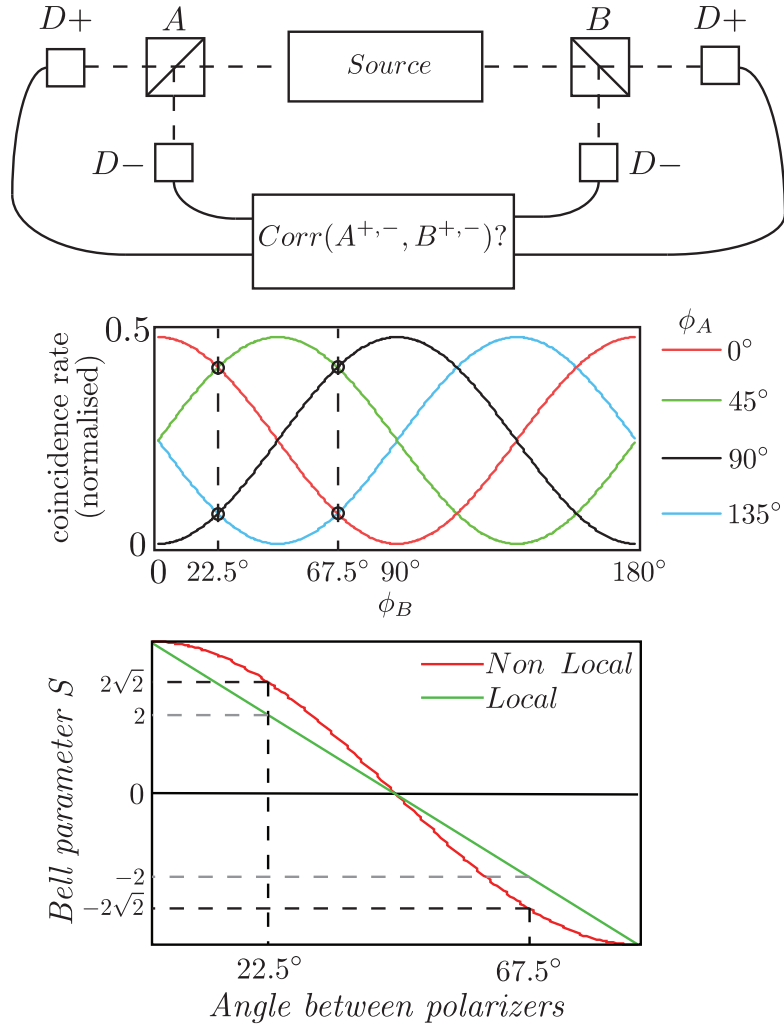 D+ A B D+
Source
D− D−
Corr(A^{+,−}, B^{+,−})?
0.5
ϕ_A
0°
45°
90°
135°
coincidence rate
(normalised)
0
0 22.5° 67.5° 90° 180°
ϕ_B
Non Local
Local
Bell parameter S
2√2
2
0
−2
−2√2
22.5° 67.5°
Angle between polarizers